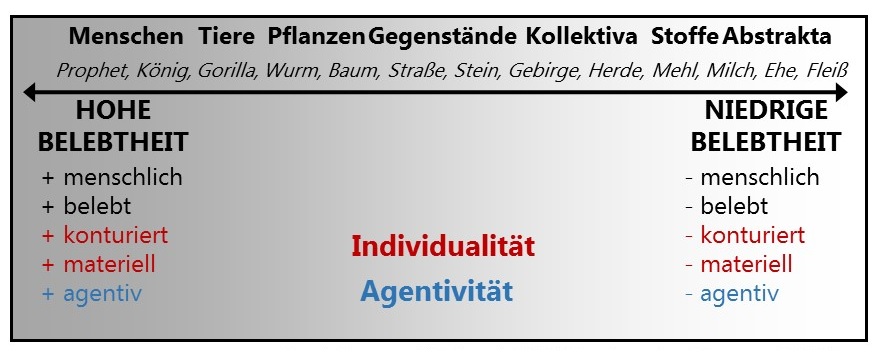 Menschen Tiere Pflanzen Gegenstände Kollektiva Stoffe Abstrakta
Prophet, König, Gorilla, Wurm, Baum, Straße, Stein, Gebirge, Herde, Mehl, Milch, Ehe, Fleiß
HOHE
BELEBTHEIT
+ menschlich
+ belebt
+ konturiert
+ materiell
+ agentiv
Individualität
Agentivität
NIEDRIGE
BELEBTHEIT
- menschlich
- belebt
- konturiert
- materiell
- agentiv